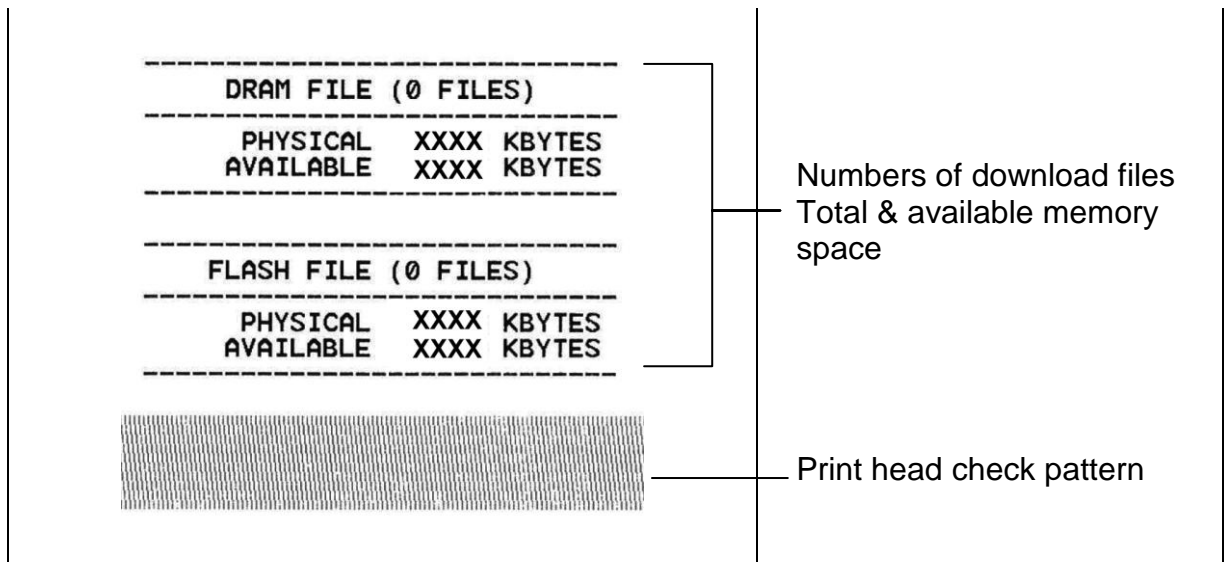 DRAM FILE (0 FILES)
PHYSICAL XXXX KBYTES
AVAILABLE XXXX KBYTES
FLASH FILE (0 FILES)
PHYSICAL XXXX KBYTES
AVAILABLE XXXX KBYTES
Numbers of download files
Total & available memory
space
Print head check pattern